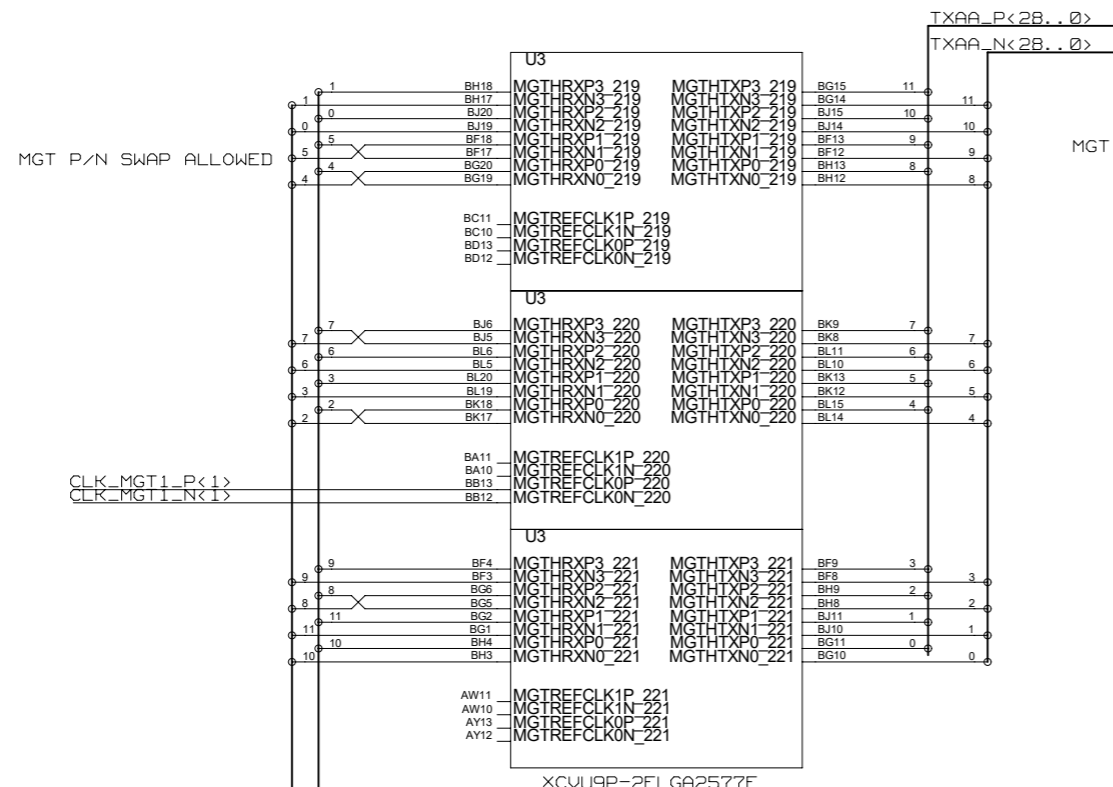 TXAA_P<28..0>
TXAA_N<28..0>
U3
1 BH18 MGTHRXP3_219 MGTHTXP3_219 BG15 11
1 BH17 MGTHRXN3_219 MGTHTXN3_219 BG14 11
0 BJ20 MGTHRXP2_219 MGTHTXP2_219 BJ15 10
0 BJ19 MGTHRXN2_219 MGTHTXN2_219 BJ14 10
5 BF18 MGTHRXP1_219 MGTHTXP1_219 BF13 9
MGT P/N SWAP ALLOWED 5 BF17 MGTHRXN1_219 MGTHTXN1_219 BF12 9 MGT
4 BG20 MGTHRXP0_219 MGTHTXP0_219 BH13 8
4 BG19 MGTHRXN0_219 MGTHTXN0_219 BH12 8
BC11 MGTREFCLK1P_219
BC10 MGTREFCLK1N_219
BD13 MGTREFCLK0P_219
BD12 MGTREFCLK0N_219
U3
7 BJ6 MGTHRXP3_220 MGTHTXP3_220 BK9 7
7 BJ5 MGTHRXN3_220 MGTHTXN3_220 BK8 7
6 BL6 MGTHRXP2_220 MGTHTXP2_220 BL11 6
6 BL5 MGTHRXN2_220 MGTHTXN2_220 BL10 6
3 BL20 MGTHRXP1_220 MGTHTXP1_220 BK13 5
3 BL19 MGTHRXN1_220 MGTHTXN1_220 BK12 5
2 BK18 MGTHRXP0_220 MGTHTXP0_220 BL15 4
2 BK17 MGTHRXN0_220 MGTHTXN0_220 BL14 4
BA11 MGTREFCLK1P_220
BA10 MGTREFCLK1N_220
CLK_MGT1_P<1> BB13 MGTREFCLK0P_220
CLK_MGT1_N<1> BB12 MGTREFCLK0N_220
U3
9 BF4 MGTHRXP3_221 MGTHTXP3_221 BF9 3
9 BF3 MGTHRXN3_221 MGTHTXN3_221 BF8 3
8 BG6 MGTHRXP2_221 MGTHTXP2_221 BH9 2
8 BG5 MGTHRXN2_221 MGTHTXN2_221 BH8 2
11 BG2 MGTHRXP1_221 MGTHTXP1_221 BJ11 1
11 BG1 MGTHRXN1_221 MGTHTXN1_221 BJ10 1
10 BH4 MGTHRXP0_221 MGTHTXP0_221 BG11 0
10 BH3 MGTHRXN0_221 MGTHTXN0_221 BG10 0
AW11 MGTREFCLK1P_221
AW10 MGTREFCLK1N_221
AY13 MGTREFCLK0P_221
AY12 MGTREFCLK0N_221
XCVU9P-2FLGA2577E